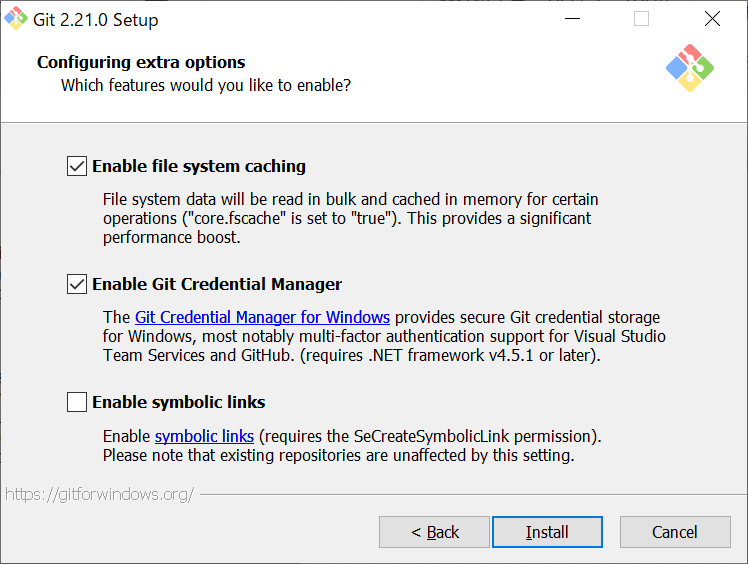 Git 2.21.0 Setup
Configuring extra options
Which features would you like to enable?
Enable file system caching
File system data will be read in bulk and cached in memory for certain
operations ("core.fscache" is set to "true"). This provides a significant
performance boost.
Enable Git Credential Manager
The Git Credential Manager for Windows provides secure Git credential storage
for Windows, most notably multi-factor authentication support for Visual Studio
Team Services and GitHub. (requires .NET framework v4.5.1 or later).
Enable symbolic links
Enable symbolic links (requires the SeCreateSymbolicLink permission).
Please note that existing repositories are unaffected by this setting.
https://gitforwindows.org/
< Back Install Cancel